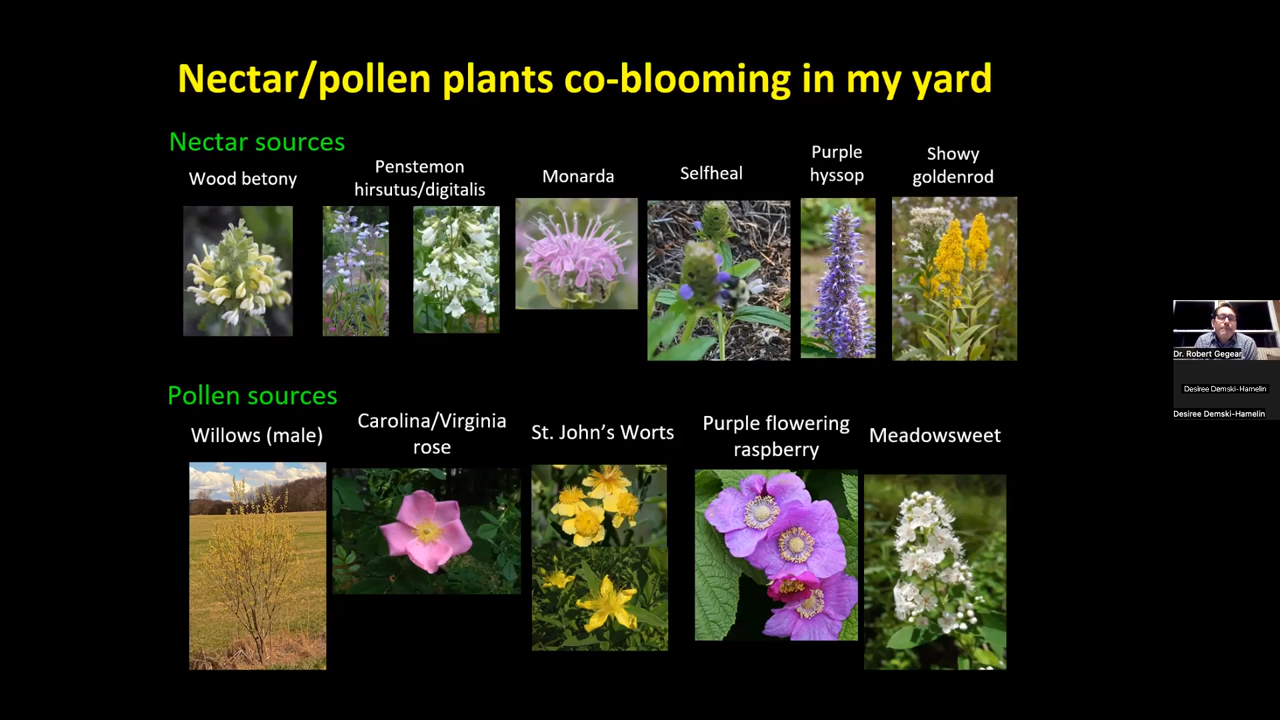 Nectar/pollen plants co-blooming in my yard
Nectar sources
Wood betony
Penstemon
hirsutus/digitalis
Monarda
Selfheal
Purple
hyssop
Showy
goldenrod
Pollen sources
Willows (male)
Carolina/Virginia
rose
St. John’s Worts
Purple flowering
raspberry
Meadowsweet
Dr. Robert Gegear
Desiree Demski-Hamelin
Desiree Demski-Hamelin